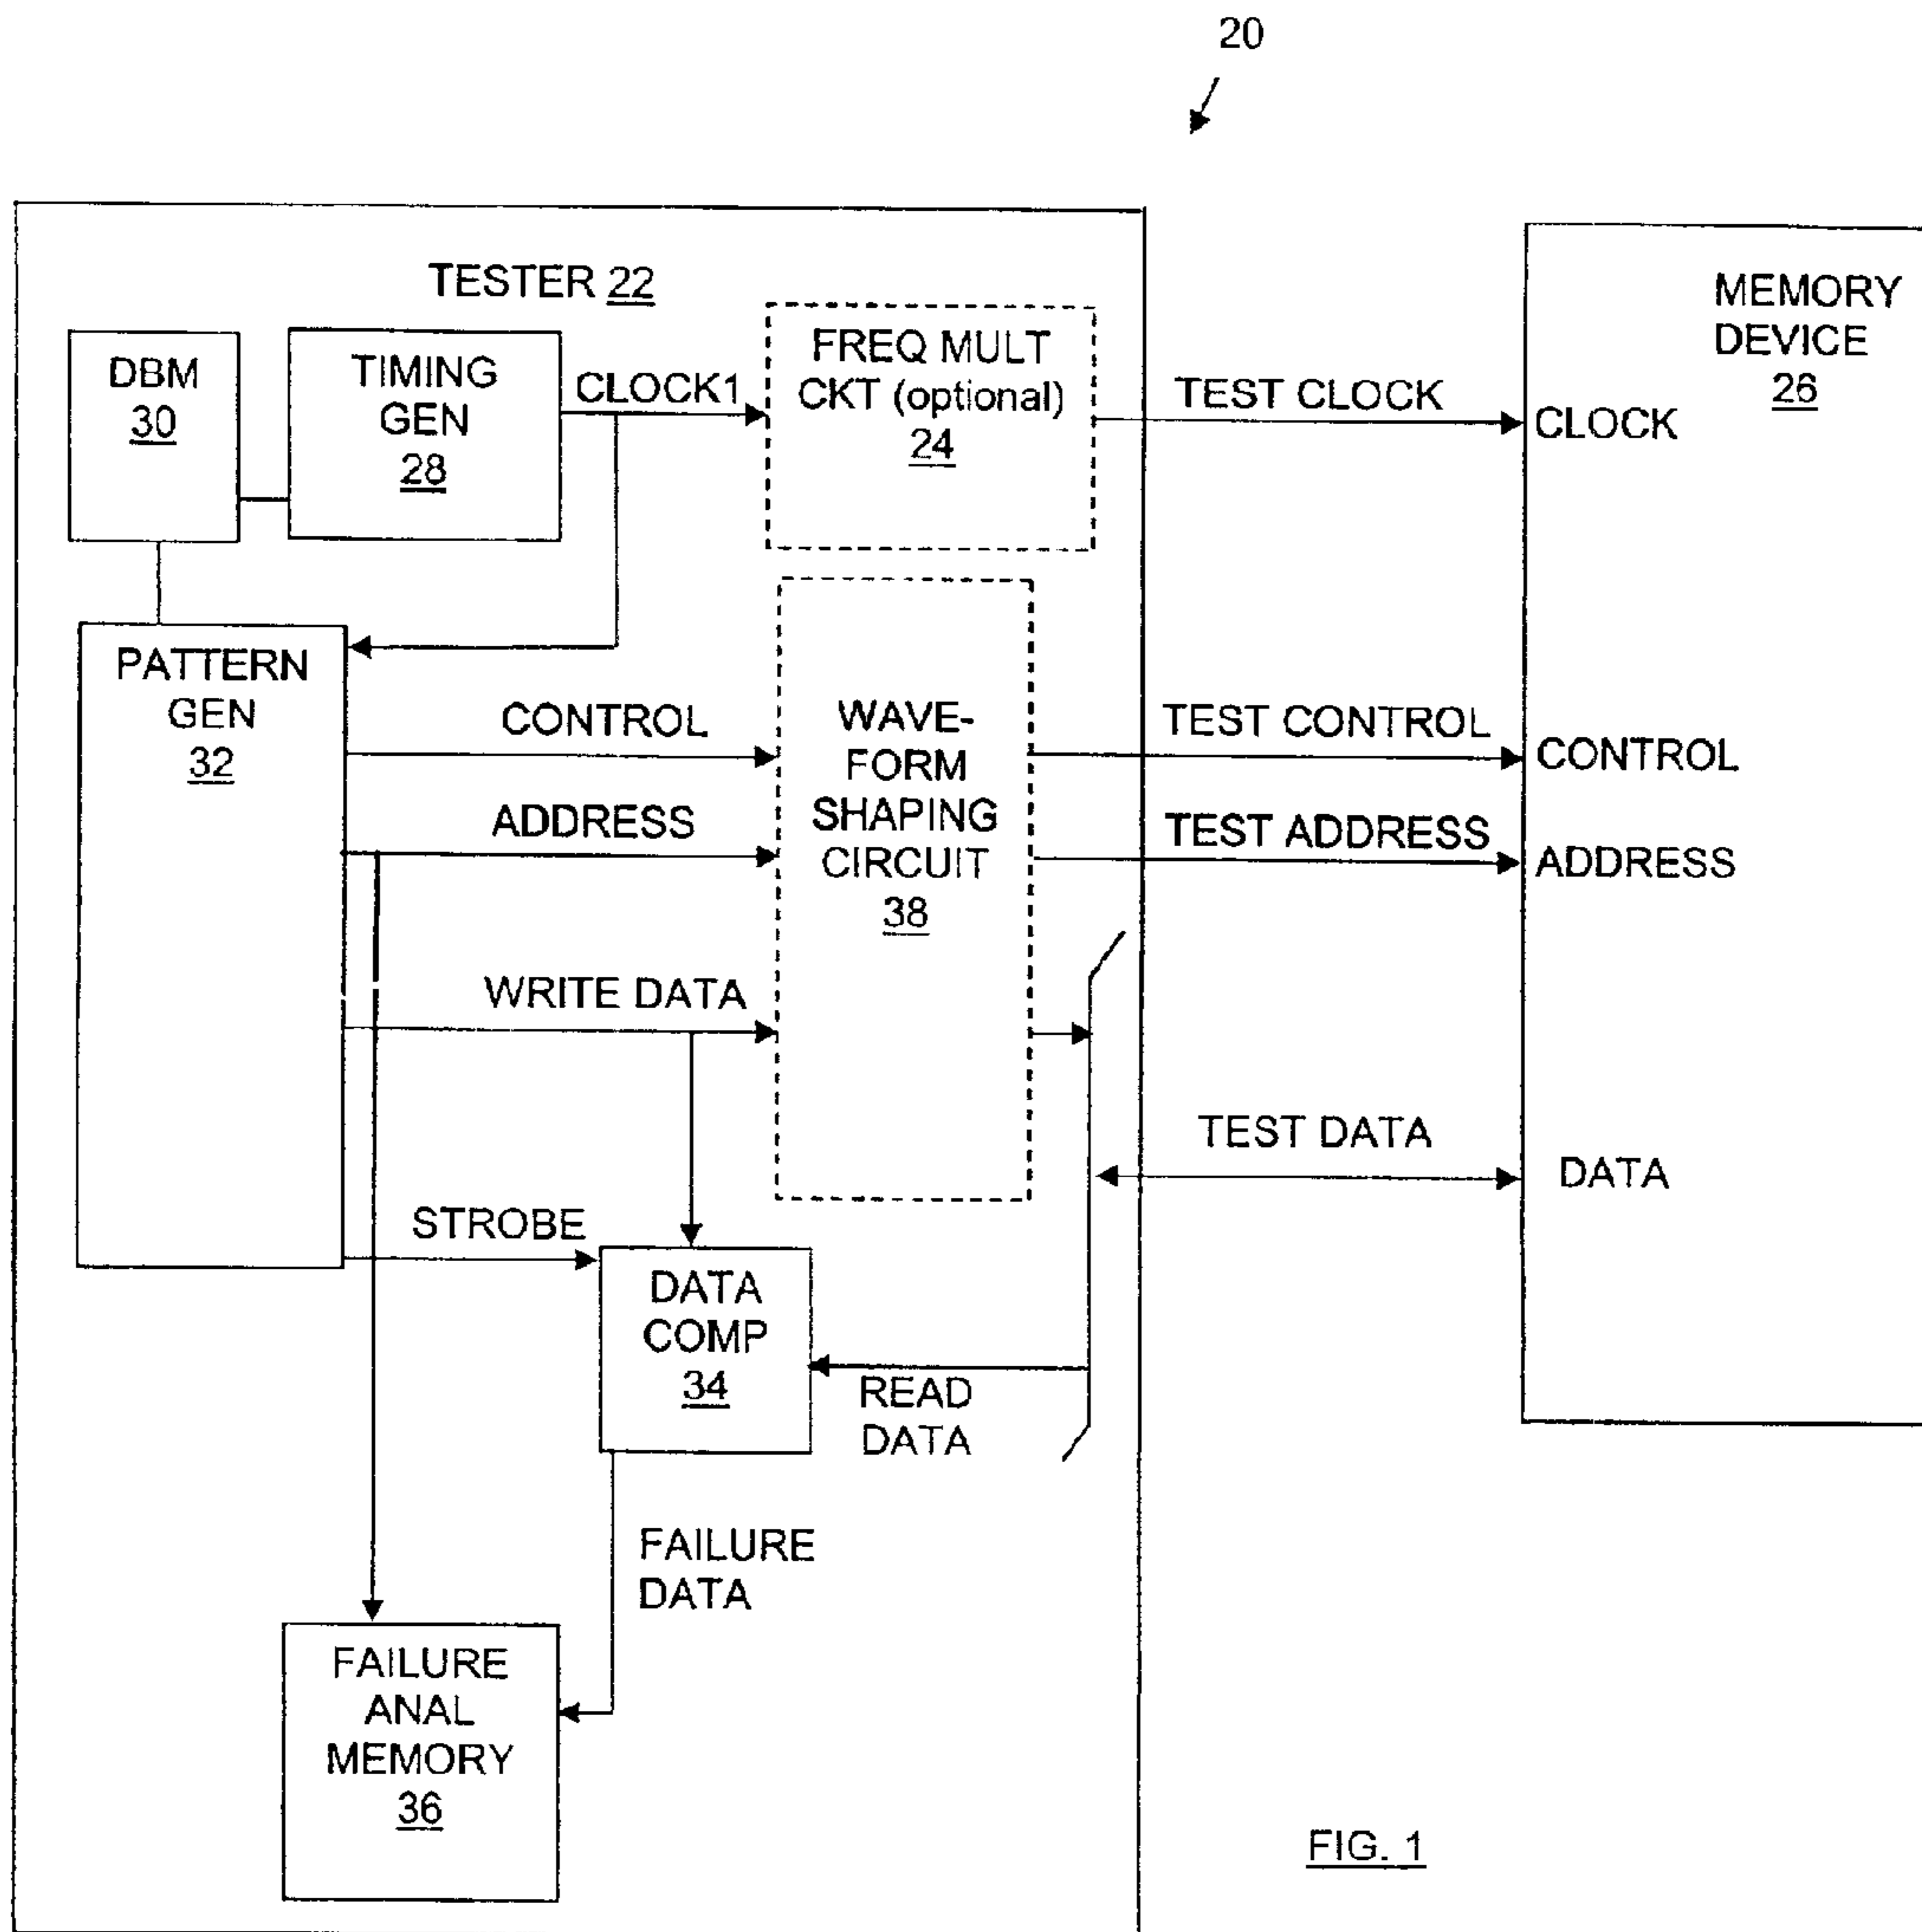 20
TESTER 22
DBM
30
TIMING
GEN
28
CLOCK1
FREQ MULT
CKT (optional)
24
TEST CLOCK
MEMORY
DEVICE
26
CLOCK
PATTERN
GEN
32
CONTROL
ADDRESS
WRITE DATA
STROBE
WAVE-
FORM
SHAPING
CIRCUIT
38
TEST CONTROL
CONTROL
TEST ADDRESS
ADDRESS
TEST DATA
DATA
DATA
COMP
34
READ
DATA
FAILURE
DATA
FAILURE
ANAL
MEMORY
36
FIG. 1